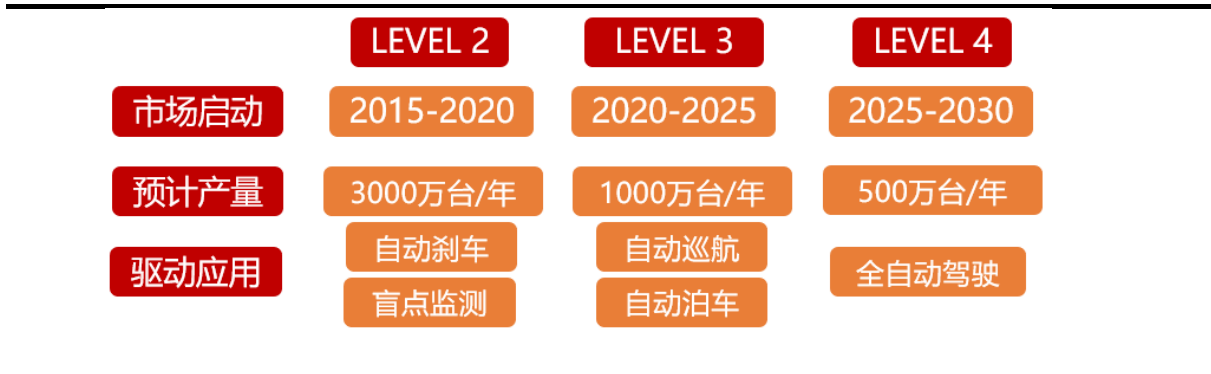 LEVEL 2 LEVEL 3 LEVEL 4
市场启动 2015-2020 2020-2025 2025-2030
预计产量 3000万台/年 1000万台/年 500万台/年
驱动应用 自动刹车 自动巡航 全自动驾驶
盲点监测 自动泊车